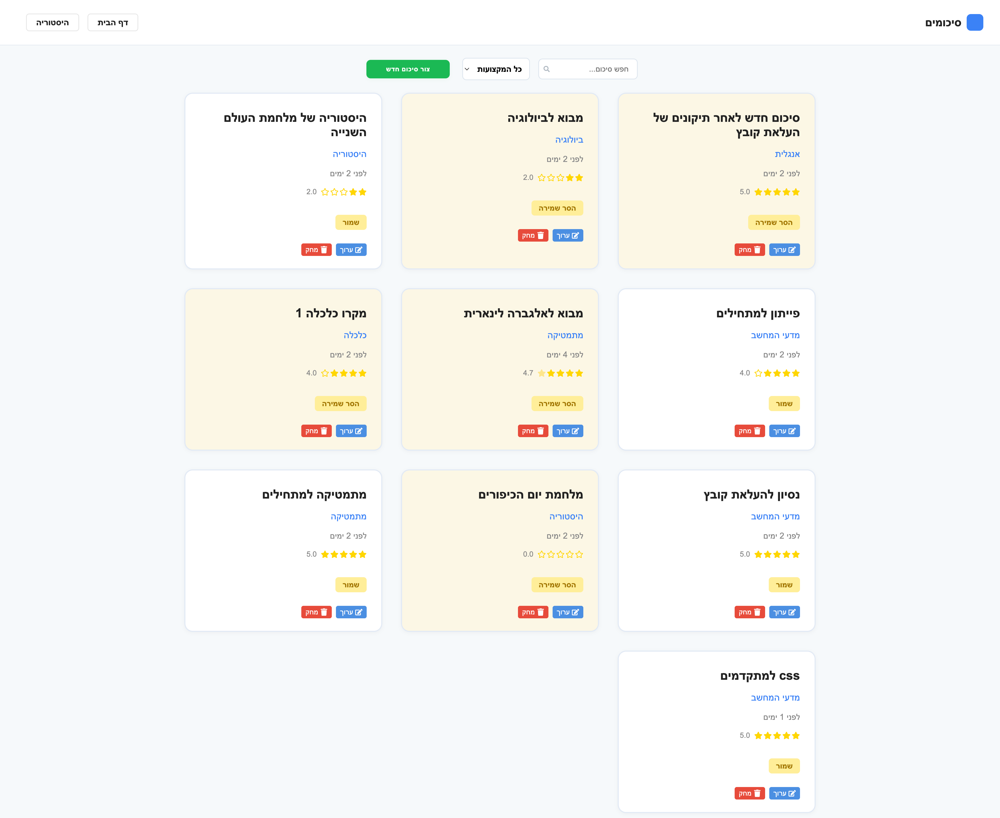 סיכומים
דף הבית
היסטוריה
חפש סיכום...
כל המקצועות
צור סיכום חדש
סיכום חדש לאחר תיקונים של
העלאת קובץ
אנגלית
לפני 2 ימים
5.0
הסר שמירה
ערוך
מחק
מבוא לביולוגיה
ביולוגיה
לפני 2 ימים
2.0
הסר שמירה
ערוך
מחק
היסטוריה של מלחמת העולם
השנייה
היסטוריה
לפני 2 ימים
2.0
שמור
ערוך
מחק
פייתון למתחילים
מדעי המחשב
לפני 2 ימים
4.0
שמור
ערוך
מחק
מבוא לאלגברה לינארית
מתמטיקה
לפני 4 ימים
4.7
הסר שמירה
ערוך
מחק
מקרו כלכלה 1
כלכלה
לפני 2 ימים
4.0
הסר שמירה
ערוך
מחק
נסיון להעלאת קובץ
מדעי המחשב
לפני 2 ימים
5.0
שמור
ערוך
מחק
מלחמת יום הכיפורים
היסטוריה
לפני 2 ימים
0.0
הסר שמירה
ערוך
מחק
מתמטיקה למתחילים
מתמטיקה
לפני 2 ימים
5.0
שמור
ערוך
מחק
css למתקדמים
מדעי המחשב
לפני 1 ימים
5.0
שמור
ערוך
מחק